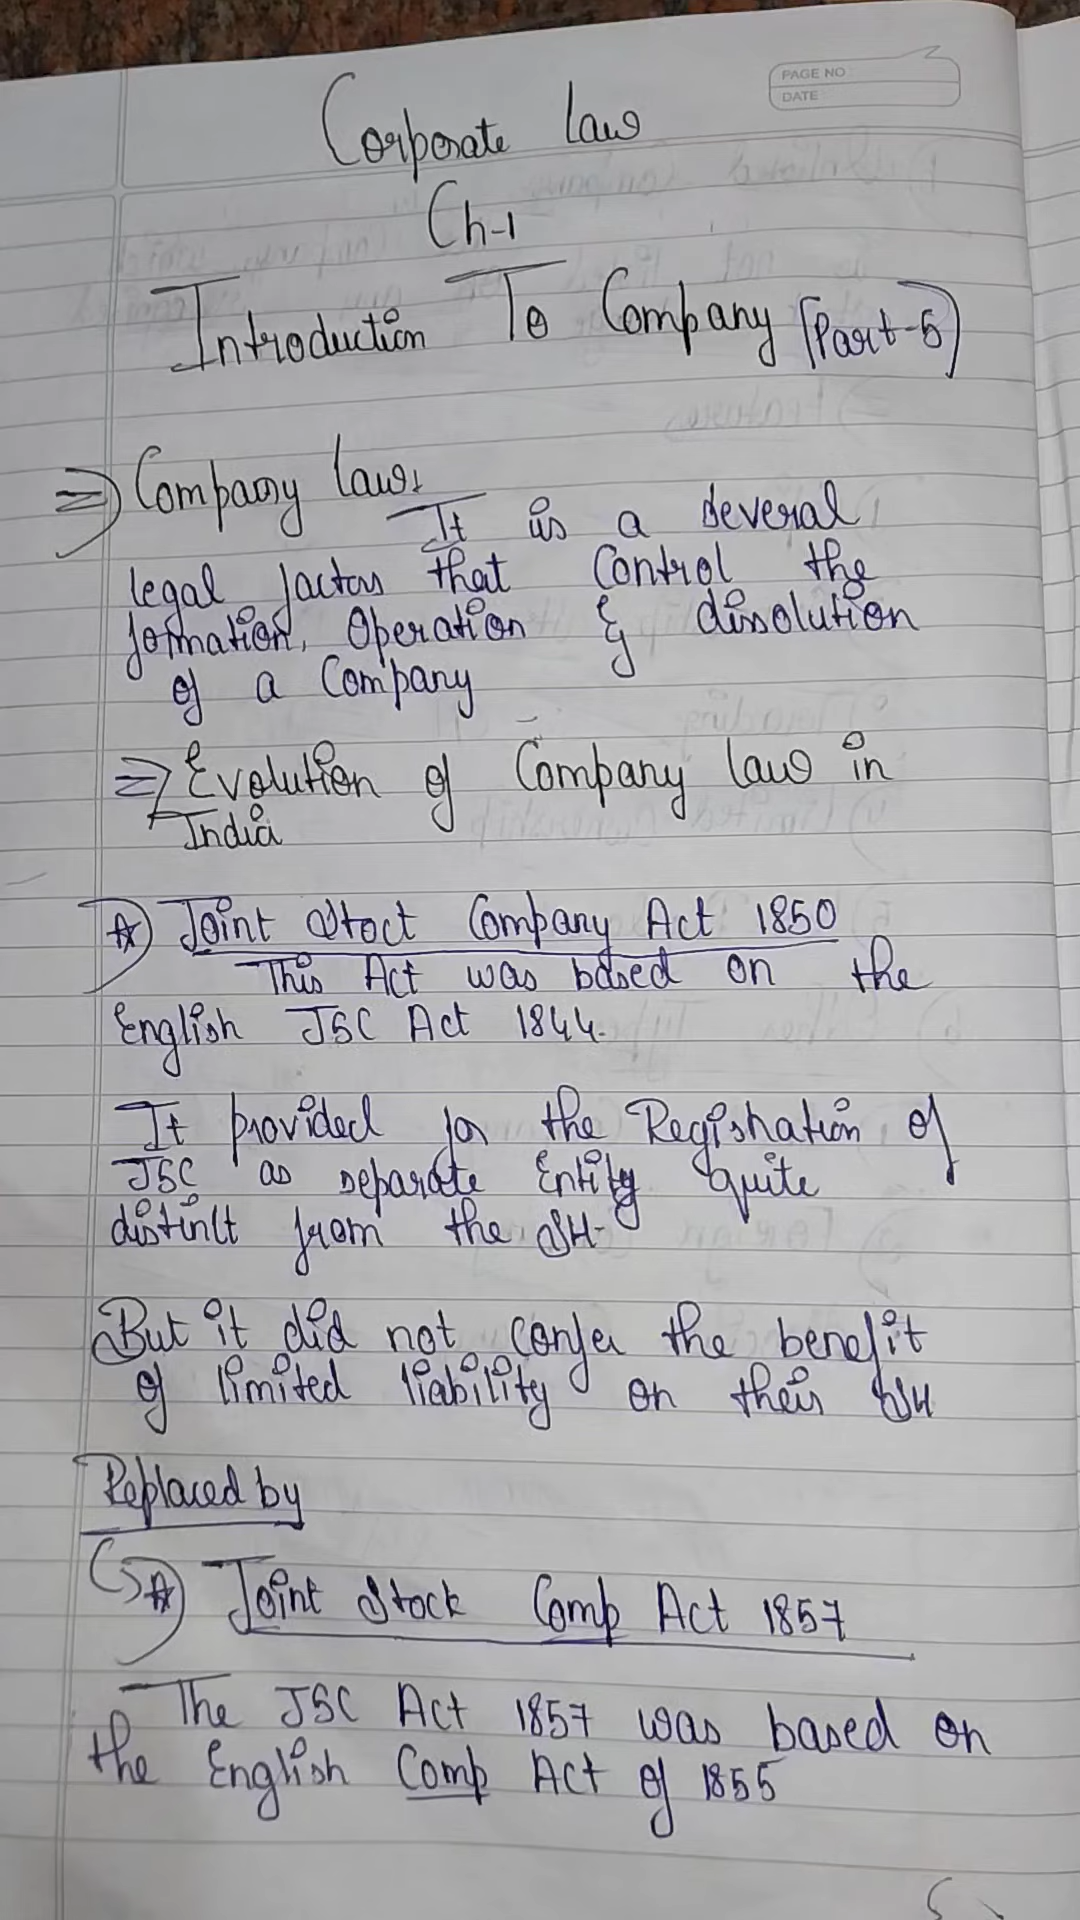 PAGE NO
DATE
Corporate Law
Ch-1
Introduction To Company (Part-5)
=> Company law:
It is a several
legal factors that control the
formation, Operation & dissolution
of a Company
=> Evolution of Company law in
India
☆) Joint Stoct Company Act 1850
This Act was based on the
English JSC Act 1844.
It provided for the Registration of
JSC as separate Entity quite
distinct from the SH-
But it did not confer the benefit
of limited liability on their SH
Replaced by
☆) Joint Stock Comp Act 1857
The JSC Act 1857 was based on
the English Comp Act of 1855